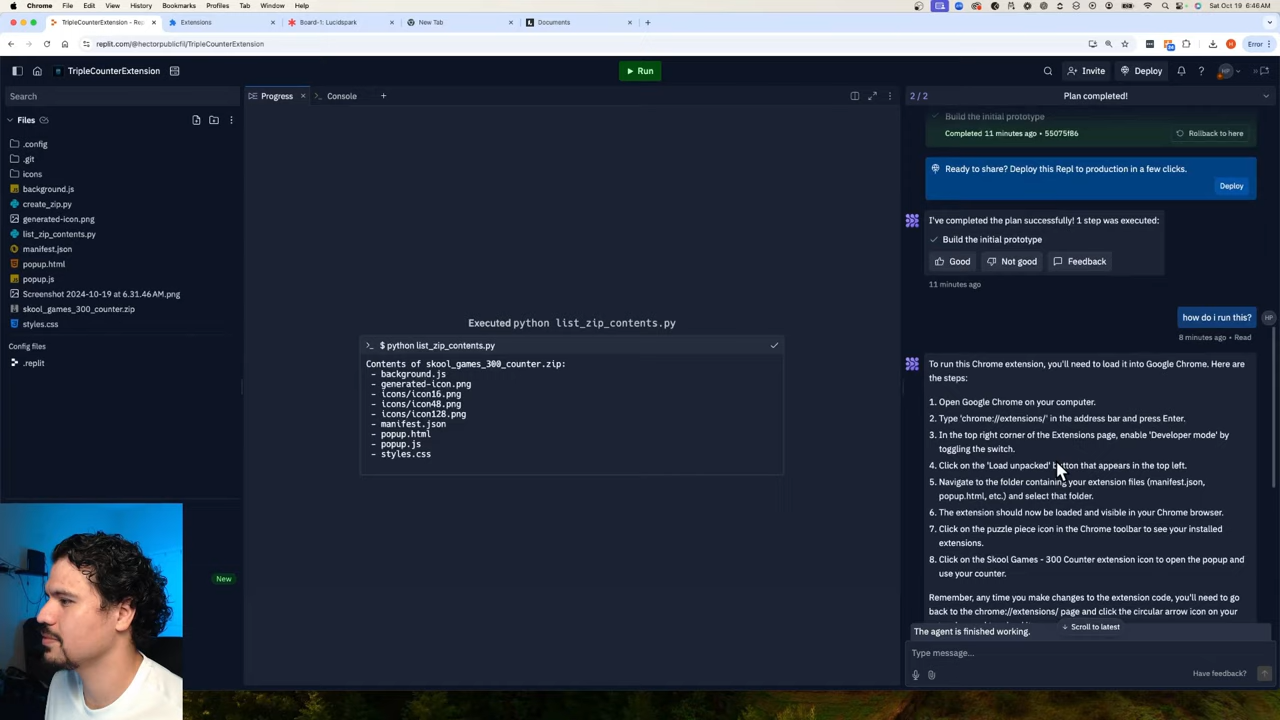 Chrome File Edit View History Bookmarks Profiles Tab Window Help
Sat Oct 19 6:46 AM
TripleCounterExtension - Rep
Extensions
Board-1: Lucidspark
New Tab
Documents
replit.com/@hectorpublicfil/TripleCounterExtension
Error
TripleCounterExtension
Run
Invite
Deploy
HP
Search
Progress
Console
2 / 2
Plan completed!
Files
.config
.git
icons
background.js
create_zip.py
generated-icon.png
list_zip_contents.py
manifest.json
popup.html
popup.js
Screenshot 2024-10-19 at 6.31.46 AM.png
skool_games_300_counter.zip
styles.css
Config files
.replit
New
Executed python list_zip_contents.py
$ python list_zip_contents.py
Contents of skool_games_300_counter.zip:
- background.js
- generated-icon.png
- icons/icon16.png
- icons/icon48.png
- icons/icon128.png
- manifest.json
- popup.html
- popup.js
- styles.css
Build the initial prototype
Completed 11 minutes ago • 55075f86
Rollback to here
Ready to share? Deploy this Repl to production in a few clicks.
Deploy
I've completed the plan successfully! 1 step was executed:
Build the initial prototype
Good
Not good
Feedback
11 minutes ago
how do i run this?
HP
8 minutes ago • Read
To run this Chrome extension, you'll need to load it into Google Chrome. Here are
the steps:
1. Open Google Chrome on your computer.
2. Type 'chrome://extensions/' in the address bar and press Enter.
3. In the top right corner of the Extensions page, enable 'Developer mode' by
toggling the switch.
4. Click on the 'Load unpacked' button that appears in the top left.
5. Navigate to the folder containing your extension files (manifest.json,
popup.html, etc.) and select that folder.
6. The extension should now be loaded and visible in your Chrome browser.
7. Click on the puzzle piece icon in the Chrome toolbar to see your installed
extensions.
8. Click on the Skool Games - 300 Counter extension icon to open the popup and
use your counter.
Remember, any time you make changes to the extension code, you'll need to go
back to the chrome://extensions/ page and click the circular arrow icon on your
Scroll to latest
The agent is finished working.
Type message...
Have feedback?